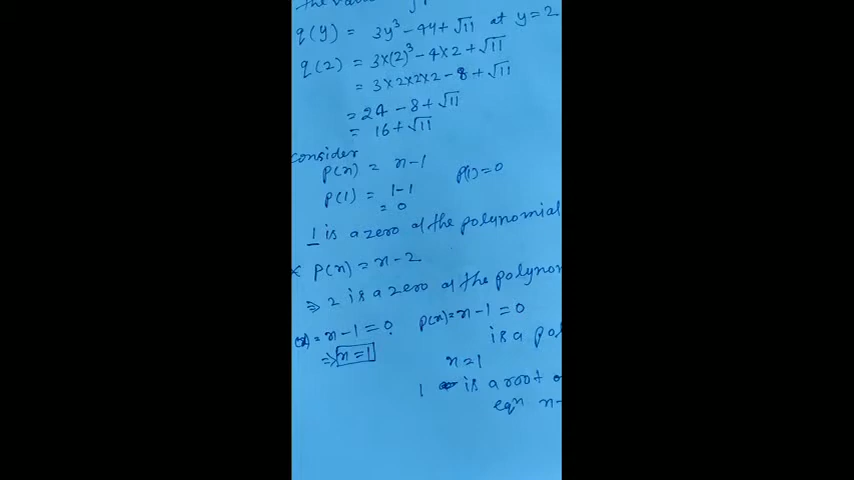 the value
q(y) = 3y³ - 4y + √11 at y = 2
q(2) = 3×(2)³ - 4×2 + √11
= 3×2×2×2 - 8 + √11
= 24 - 8 + √11
= 16 + √11
consider
p(x) = x - 1
p(1) = 1-1 p(1) = 0
= 0
1 is a zero of the polynomial
p(x) = x - 2
⇒ 2 is a zero of the polynom
(x) = x - 1 = 0 p(x) = x - 1 = 0
is a po
⇒ x = 1
x = 1
1 is a root o
eqn x -